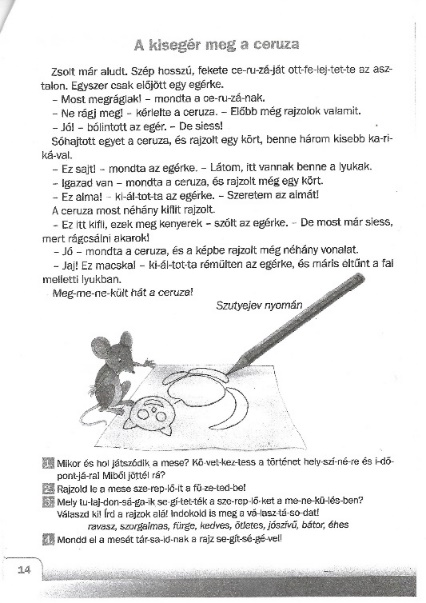 A kisegér meg a ceruza
Zsolt már aludt. Szép hosszú, fekete ce-ru-zá-ját ott-fe-lej-tet-te az asz-
talon. Egyszer csak előjött egy egérke.
– Most megráglak! – mondta a ce-ru-zá-nak.
– Ne rágj meg! – kérlelte a ceruza. – Előbb még rajzolok valamit.
– Jó! – bólintott az egér. – De siess!
Sóhajtott egyet a ceruza, és rajzolt egy kört, benne három kisebb ka-ri-
ká-val.
– Ez sajt! – mondta az egérke. – Látom, itt vannak benne a lyukak.
– Igazad van – mondta a ceruza, és rajzolt még egy kört.
– Ez alma! – ki-ál-tot-ta az egérke. – Szeretem az almát!
A ceruza most néhány kiflit rajzolt.
– Ez itt kifli, ezek meg kenyerek – szólt az egérke. – De most már siess,
mert rágcsálni akarok!
– Jó – mondta a ceruza, és a képbe rajzolt még néhány vonalat.
– Jaj! Ez macska! – ki-ál-tot-ta rémülten az egérke, és máris eltűnt a fal
melletti lyukban.
Meg-me-ne-kült hát a ceruza!
Szutyejev nyomán
1. Mikor és hol játszódik a mese? Kö-vet-kez-tess a történet hely-szí-né-re és i-dő-
pont-já-ra! Miből jöttél rá?
2. Rajzold le a mese sze-rep-lő-it a fü-ze-ted-be!
3. Mely tu-laj-don-sá-ga-ik se-gí-tet-ték a sze-rep-lő-ket a me-ne-kü-lés-ben?
Válaszd ki! Írd a rajzok alá! Indokold is meg a vá-lasz-tá-so-dat!
ravasz, szorgalmas, fürge, kedves, ötletes, jószívű, bátor, éhes
4. Mondd el a mesét tár-sa-id-nak a rajz se-gít-sé-gé-vel!
14